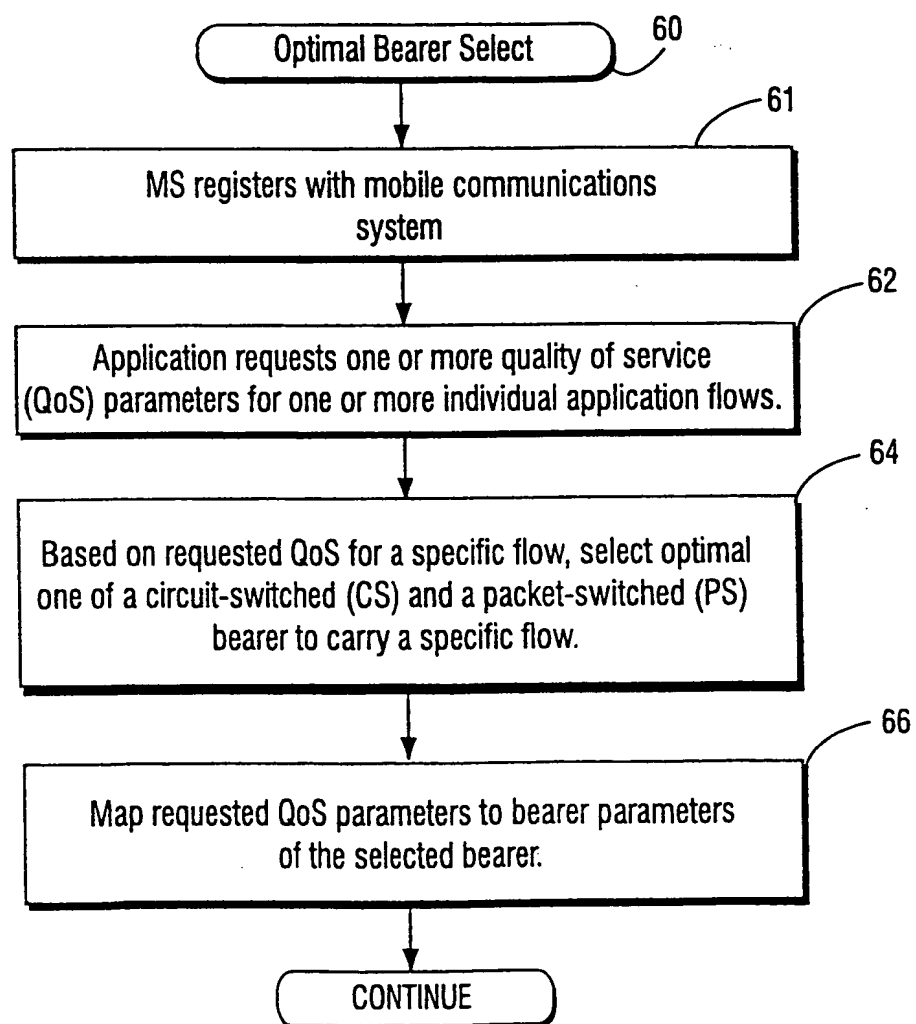 Optimal Bearer Select
60
61
MS registers with mobile communications
system
62
Application requests one or more quality of service
(QoS) parameters for one or more individual application flows.
64
Based on requested QoS for a specific flow, select optimal
one of a circuit-switched (CS) and a packet-switched (PS)
bearer to carry a specific flow.
66
Map requested QoS parameters to bearer parameters
of the selected bearer.
CONTINUE